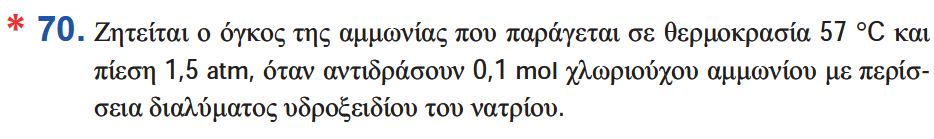 * 70. Ζητείται ο όγκος της αμμωνίας που παράγεται σε θερμοκρασία 57 °C και
πίεση 1,5 atm, όταν αντιδράσουν 0,1 mol χλωριούχου αμμωνίου με περίσ-
σεια διαλύματος υδροξειδίου του νατρίου.